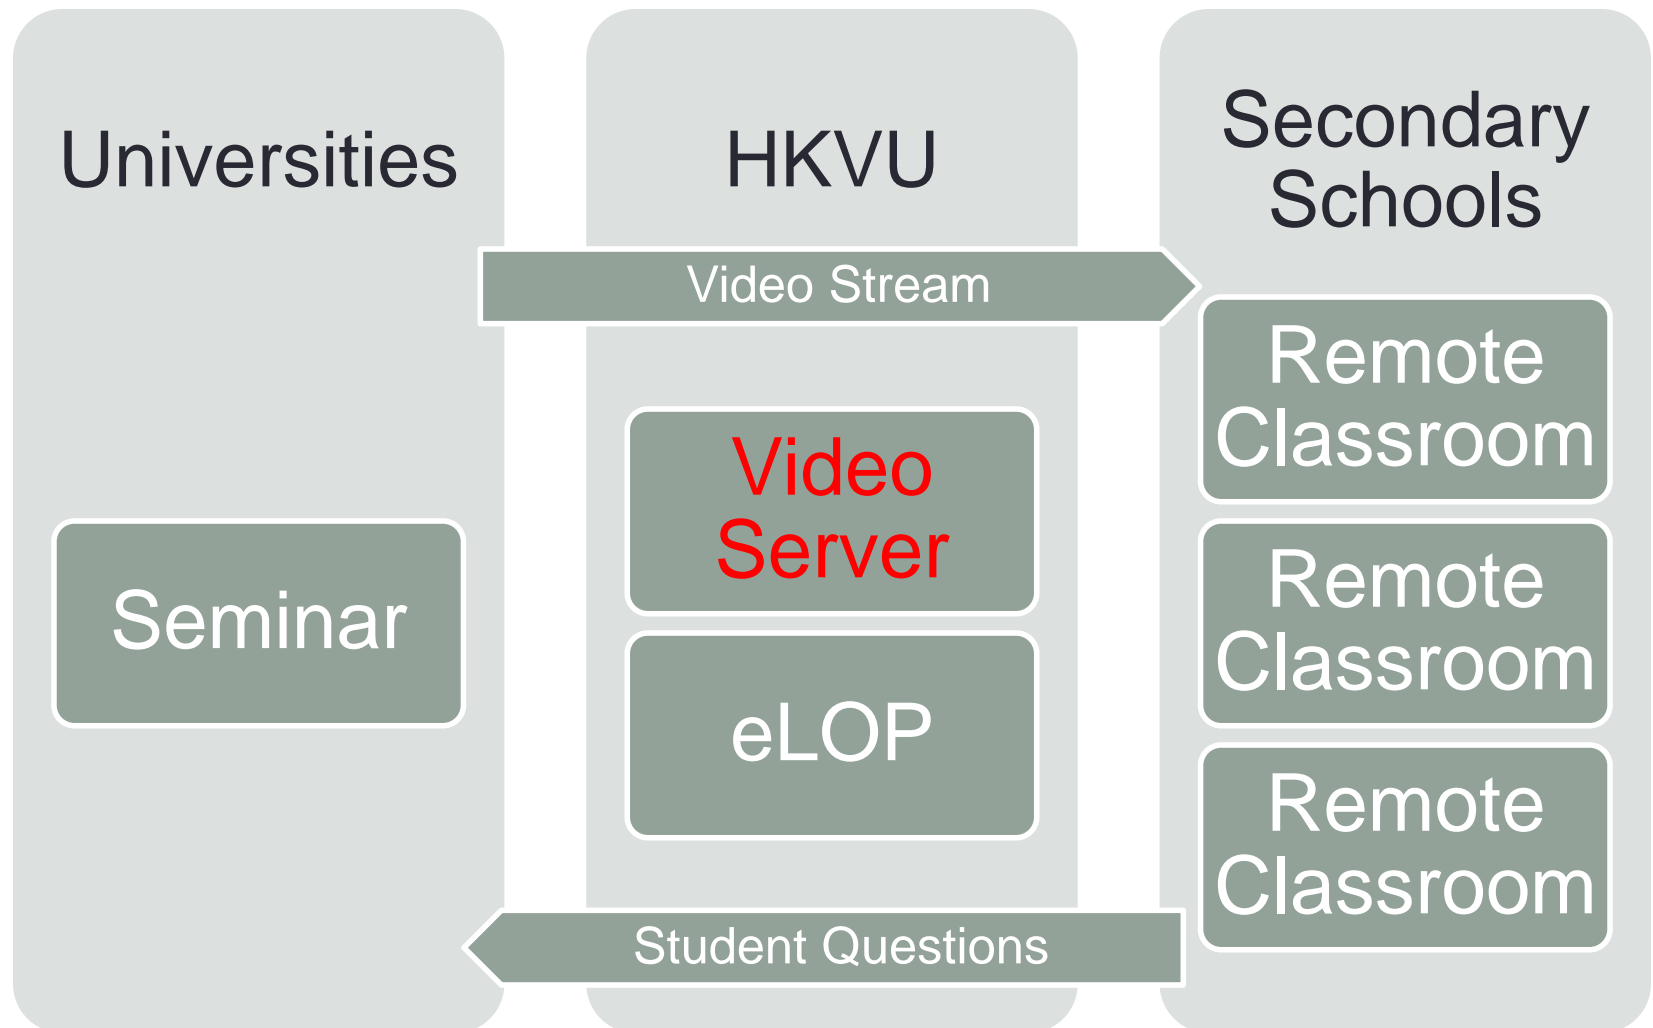 Universities
HKVU
Secondary
Schools
Video Stream
Seminar
Video
Server
eLOP
Remote
Classroom
Remote
Classroom
Remote
Classroom
Student Questions